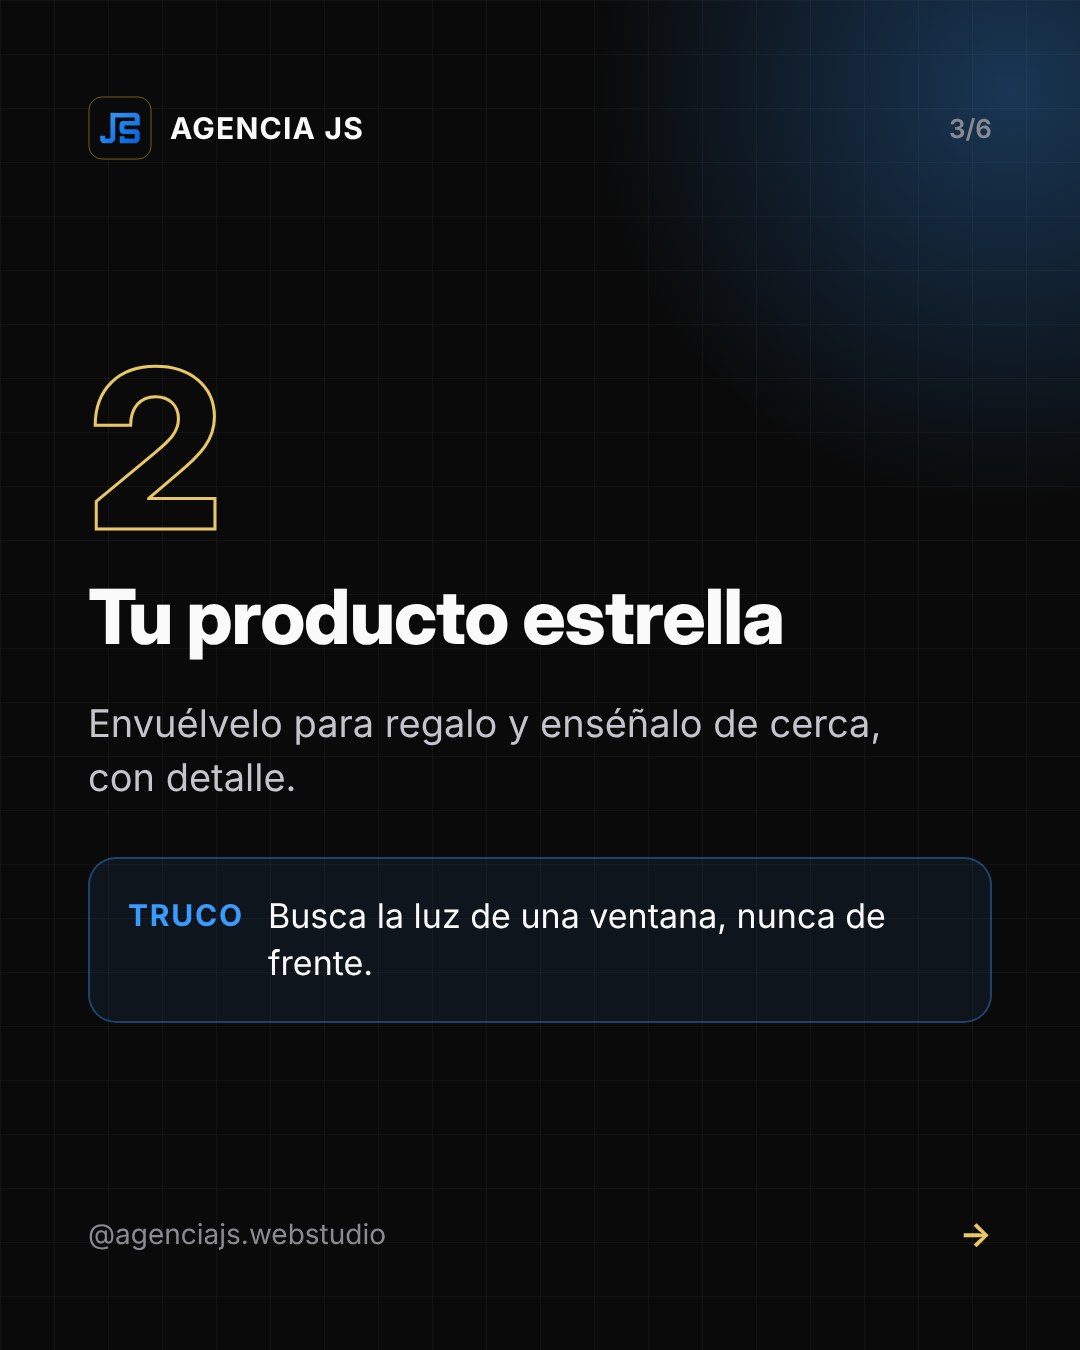 JS AGENCIA JS
3/6
2
Tu producto estrella
Envuélvelo para regalo y enséñalo de cerca,
con detalle.
TRUCO Busca la luz de una ventana, nunca de
frente.
@agenciajs.webstudio →